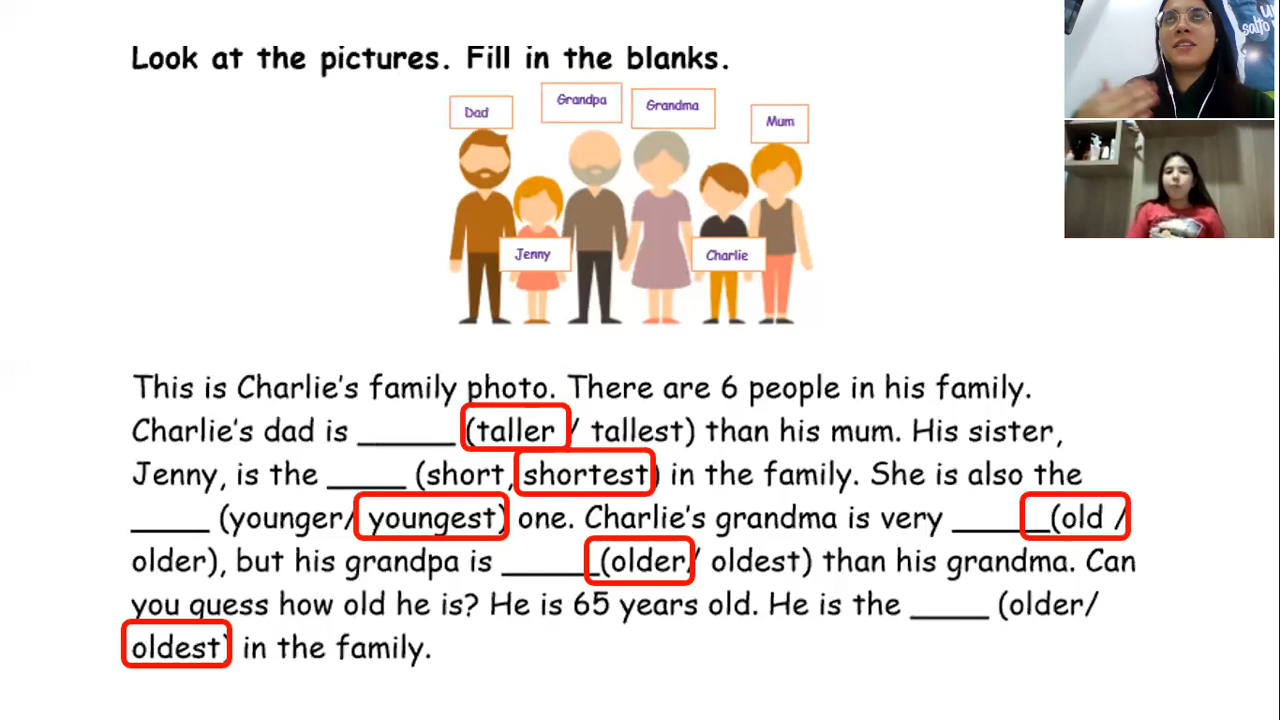 Look at the pictures. Fill in the blanks.
Dad
Grandpa
Grandma
Mum
Jenny
Charlie
This is Charlie's family photo. There are 6 people in his family.
Charlie's dad is ______ (taller / tallest) than his mum. His sister,
Jenny, is the _____ (short, shortest) in the family. She is also the
_____ (younger/ youngest) one. Charlie's grandma is very ______(old /
older), but his grandpa is ______(older/ oldest) than his grandma. Can
you guess how old he is? He is 65 years old. He is the _____ (older/
oldest) in the family.